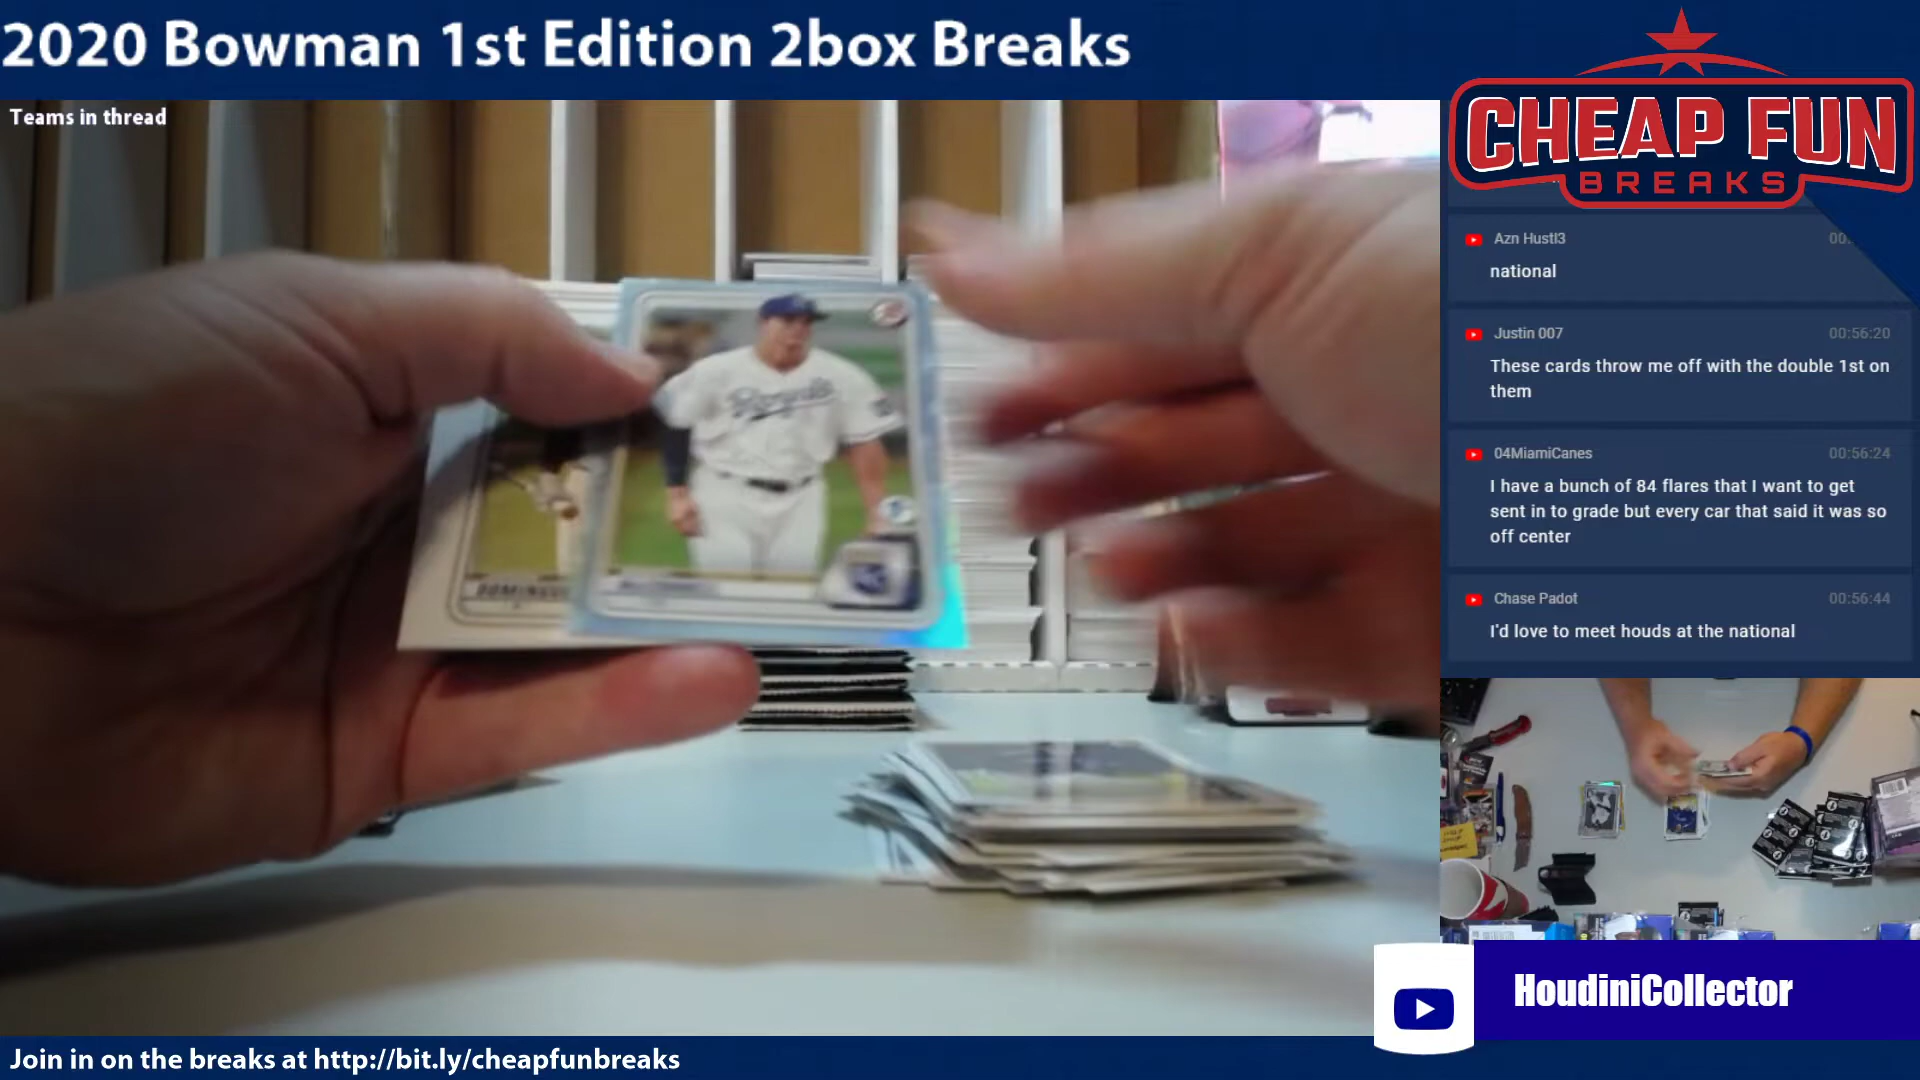 2020 Bowman 1st Edition 2box Breaks
Teams in thread
CHEAP FUN
BREAKS
Azn Hustl3
national
Justin 007 00:56:20
These cards throw me off with the double 1st on
them
04MiamiCanes 00:56:24
I have a bunch of 84 flares that I want to get
sent in to grade but every car that said it was so
off center
Chase Padot 00:56:44
I'd love to meet houds at the national
Royals
HoudiniCollector
Join in on the breaks at http://bit.ly/cheapfunbreaks